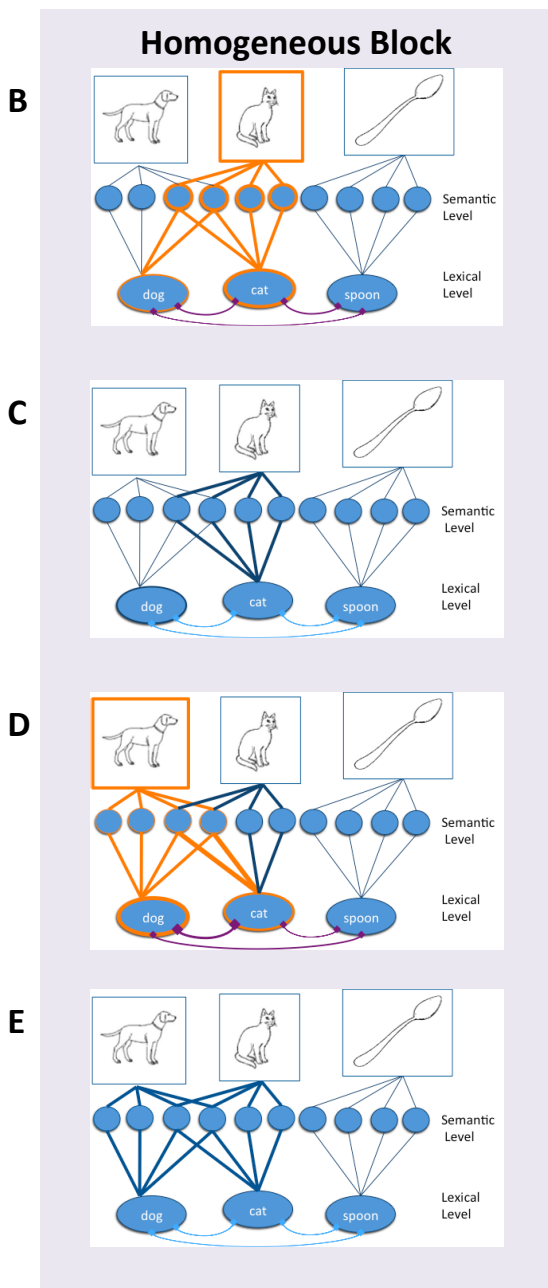 Homogeneous Block
B
Semantic
Level
Lexical
Level
dog
cat
spoon
C
Semantic
Level
Lexical
Level
dog
cat
spoon
D
Semantic
Level
Lexical
Level
dog
cat
spoon
E
Semantic
Level
Lexical
Level
dog
cat
spoon